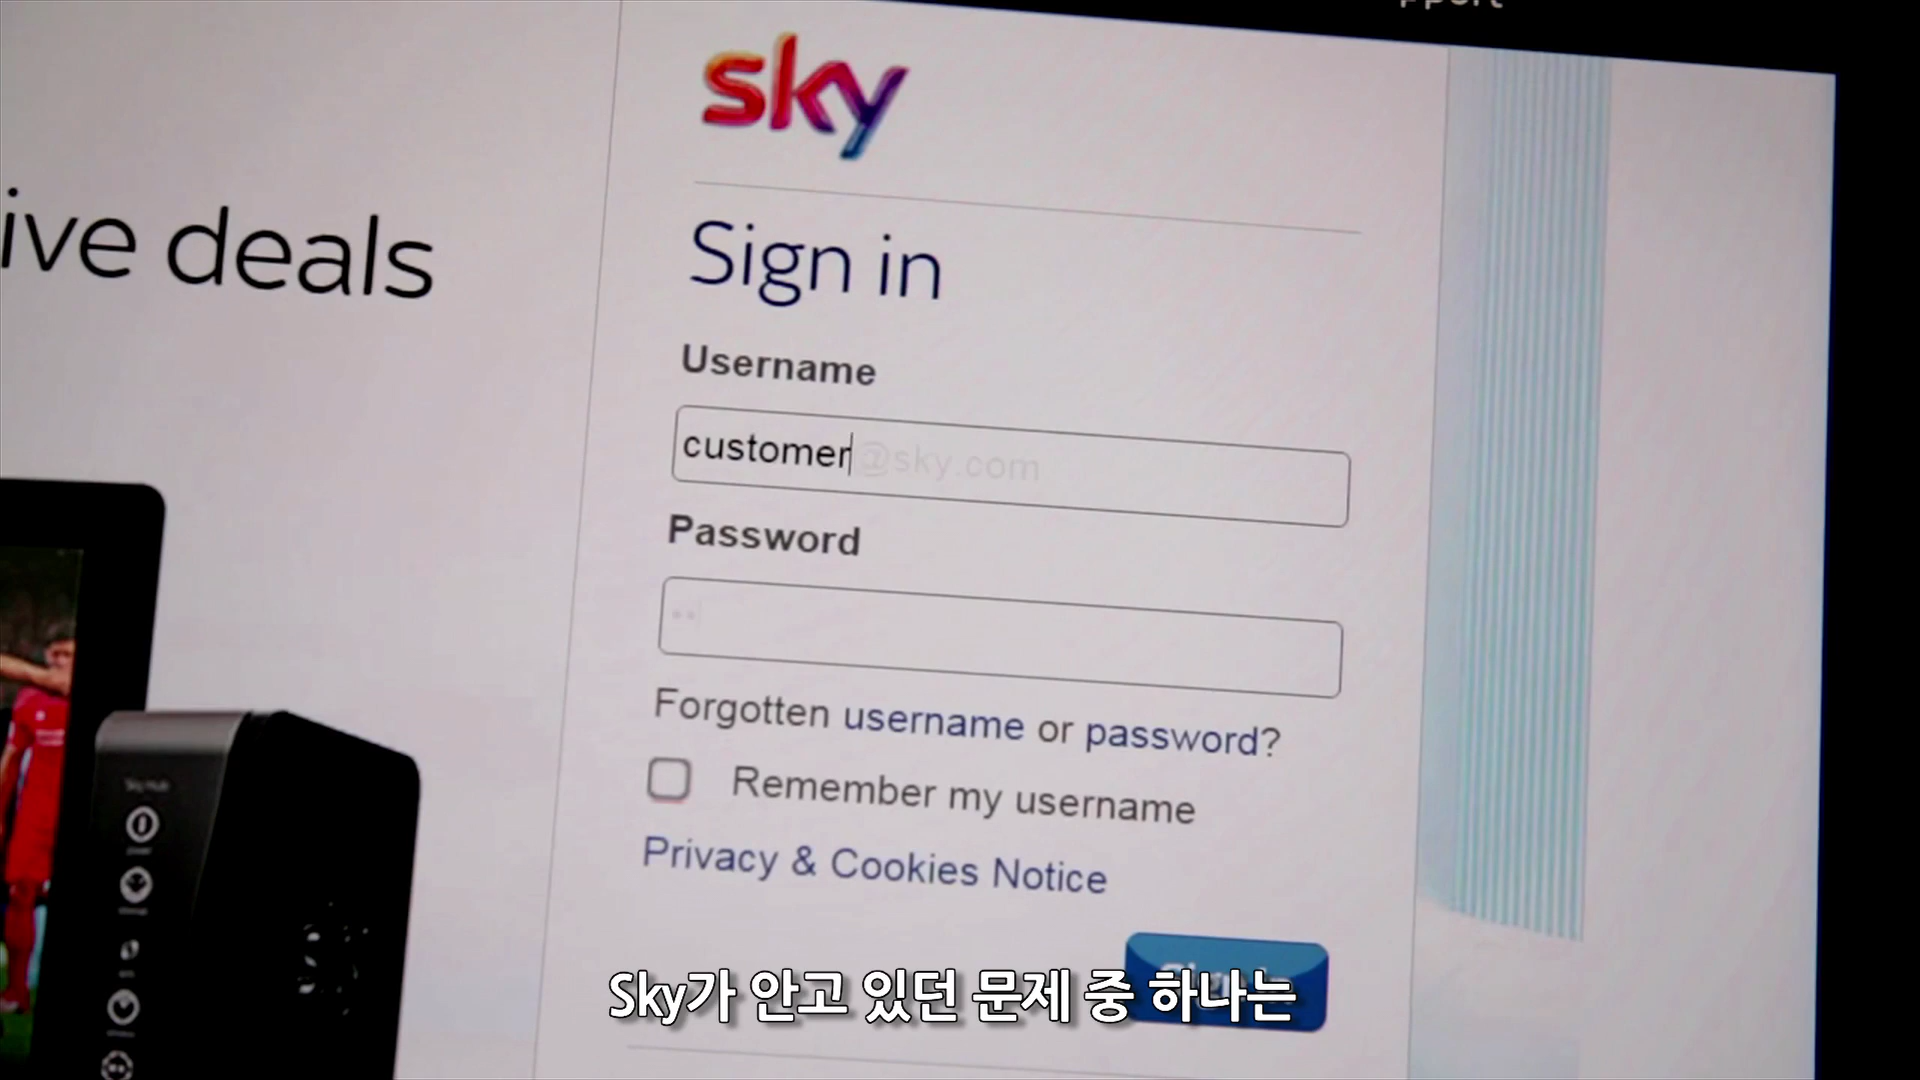 sky
ive deals
Sign in
Username
customer@sky.com
Password
Forgotten username or password?
Remember my username
Privacy & Cookies Notice
Sky가 안고 있던 문제 중 하나는